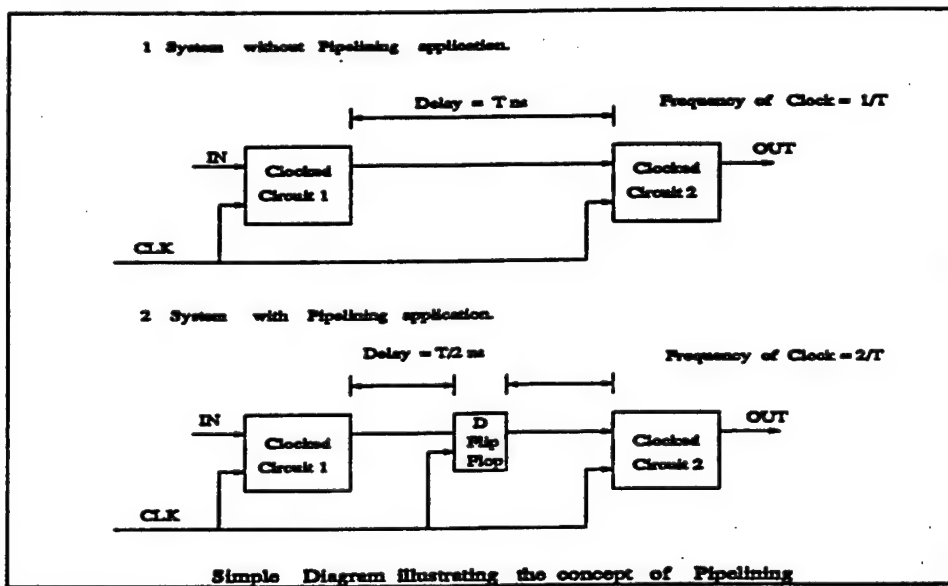 1 System without Pipelining application.
Delay = T ns
Frequency of Clock = 1/T
IN
Clocked
Circuit 1
Clocked
Circuit 2
OUT
CLK
2 System with Pipelining application.
Delay = T/2 ns
Frequency of Clock = 2/T
IN
Clocked
Circuit 1
D
Flip
Flop
Clocked
Circuit 2
OUT
CLK
Simple Diagram illustrating the concept of Pipelining